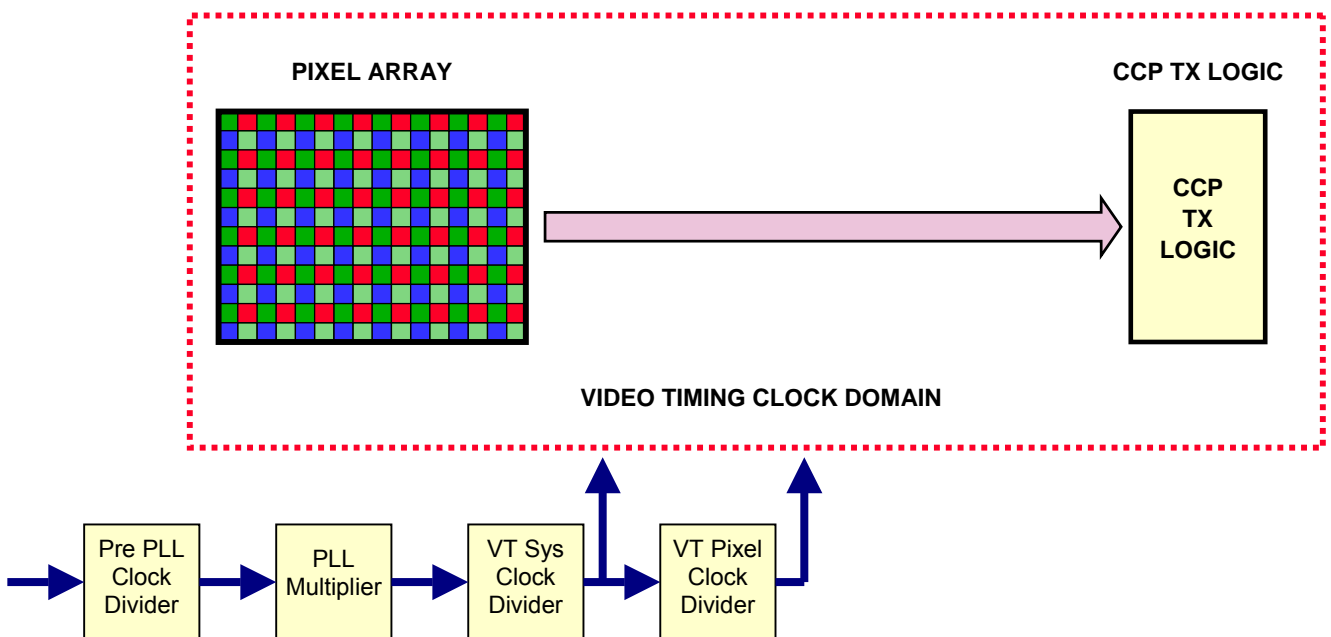 PIXEL ARRAY
CCP TX LOGIC
CCP
TX
LOGIC
VIDEO TIMING CLOCK DOMAIN
Pre PLL
Clock
Divider
PLL
Multiplier
VT Sys
Clock
Divider
VT Pixel
Clock
Divider